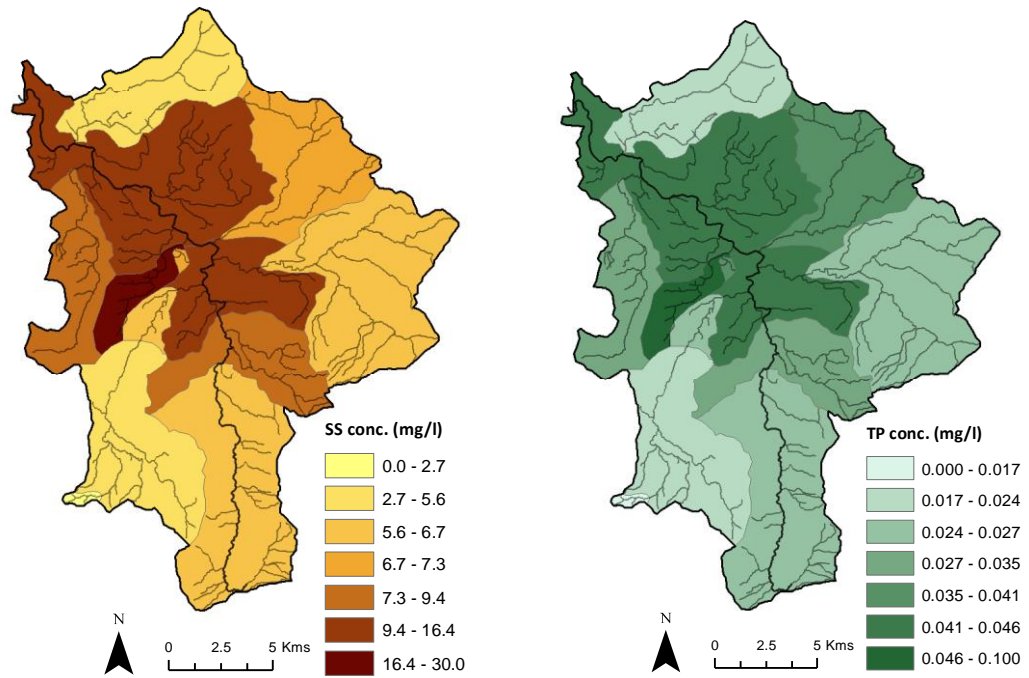 SS conc. (mg/l)
0.0 - 2.7
2.7 - 5.6
5.6 - 6.7
6.7 - 7.3
7.3 - 9.4
9.4 - 16.4
16.4 - 30.0
N
0 2.5 5 Kms
TP conc. (mg/l)
0.000 - 0.017
0.017 - 0.024
0.024 - 0.027
0.027 - 0.035
0.035 - 0.041
0.041 - 0.046
0.046 - 0.100
N
0 2.5 5 Kms